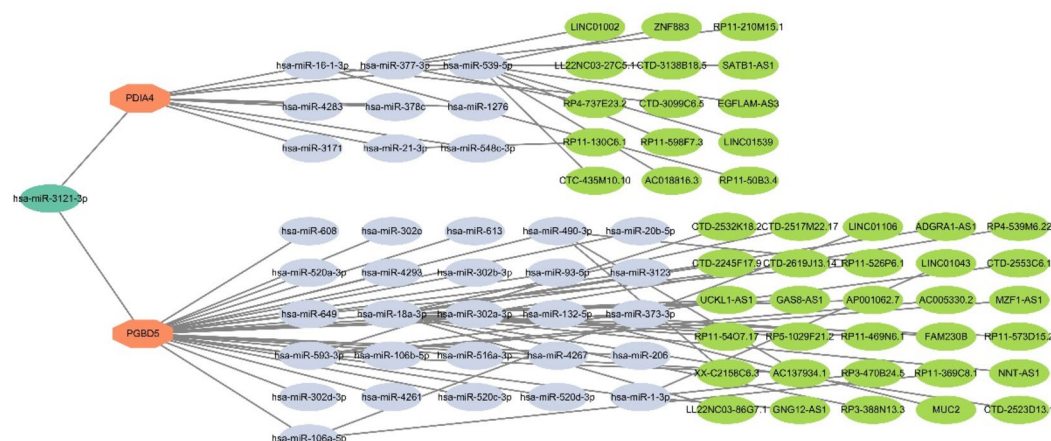 LINC01002 ZNF883 RP11-210M15.1
hsa-miR-16-1-3p hsa-miR-377-3p hsa-miR-539-5p LL22NC03-27C5.1 CTD-3138B18.5 SATB1-AS1
PDIA4
hsa-miR-4283 hsa-miR-378c hsa-miR-1276 RP4-737E23.2 CTD-3099C6.5 EGFLAM-AS3
hsa-miR-3171 hsa-miR-21-3p hsa-miR-548c-3p RP11-130C6.1 RP11-598F7.3 LINC01539
CTC-435M10.10 AC018816.3 RP11-50B3.4
hsa-miR-3121-3p
hsa-miR-608 hsa-miR-302c hsa-miR-613 hsa-miR-490-3p hsa-miR-20b-5p CTD-2532K18.2 CTD-2517M22.17 LINC01106 ADGRA1-AS1 RP4-539M6.22
hsa-miR-520a-3p hsa-miR-4293 hsa-miR-302b-3p hsa-miR-93-5p hsa-miR-3123 CTD-2245F17.9 CTD-2619J13.14 RP11-526P6.1 LINC01043 CTD-2553C6.1
hsa-miR-649 hsa-miR-18a-3p hsa-miR-302a-3p hsa-miR-132-5p hsa-miR-373-3p UCKL1-AS1 GAS8-AS1 AP001062.7 AC005330.2 MZF1-AS1
PGBD5
hsa-miR-593-3p hsa-miR-106b-5p hsa-miR-516a-3p hsa-miR-4267 hsa-miR-206 RP11-54O7.17 RP5-1029F21.2 RP11-469N6.1 FAM230B RP11-573D15.2
hsa-miR-302d-3p hsa-miR-4261 hsa-miR-520c-3p hsa-miR-520d-3p hsa-miR-1-3p XX-C2158C6.3 AC137934.1 RP3-470B24.5 RP11-369C8.1 NNT-AS1
hsa-miR-106a-5p LL22NC03-86G7.1 GNG12-AS1 RP3-388N13.3 MUC2 CTD-2523D13.1